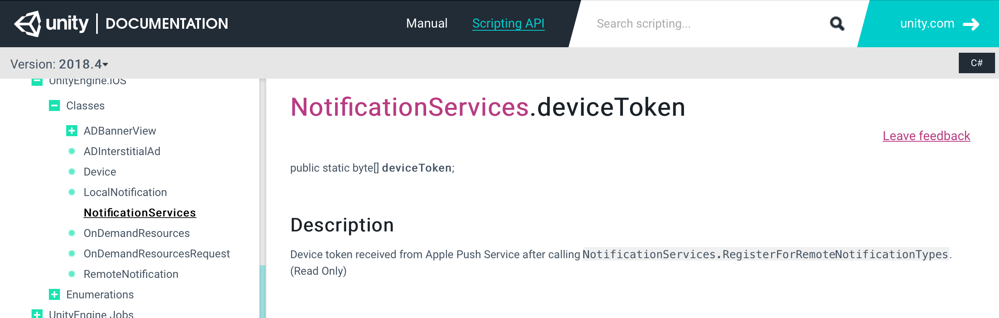 unity | DOCUMENTATION
Manual
Scripting API
Search scripting...
unity.com
Version: 2018.4
C#
UnityEngine.iOS
Classes
ADBannerView
ADInterstitialAd
Device
LocalNotification
NotificationServices
OnDemandResources
OnDemandResourcesRequest
RemoteNotification
Enumerations
UnityEngine.Jobs
NotificationServices.deviceToken
Leave feedback
public static byte[] deviceToken;
Description
Device token received from Apple Push Service after calling NotificationServices.RegisterForRemoteNotificationTypes.
(Read Only)